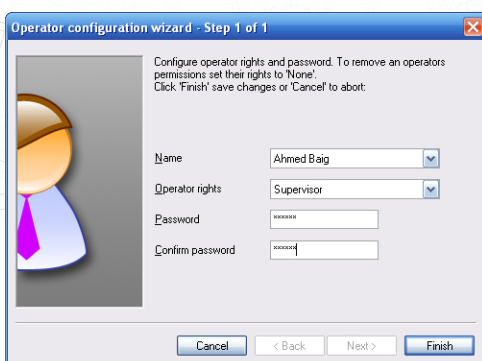 Operator configuration wizard - Step 1 of 1
Configure operator rights and password. To remove an operators
permissions set their rights to 'None'.
Click 'Finish' save changes or 'Cancel' to abort:
Name Ahmed Baig
Operator rights Supervisor
Password xxxxxx
Confirm password xxxxxx
Cancel < Back Next > Finish